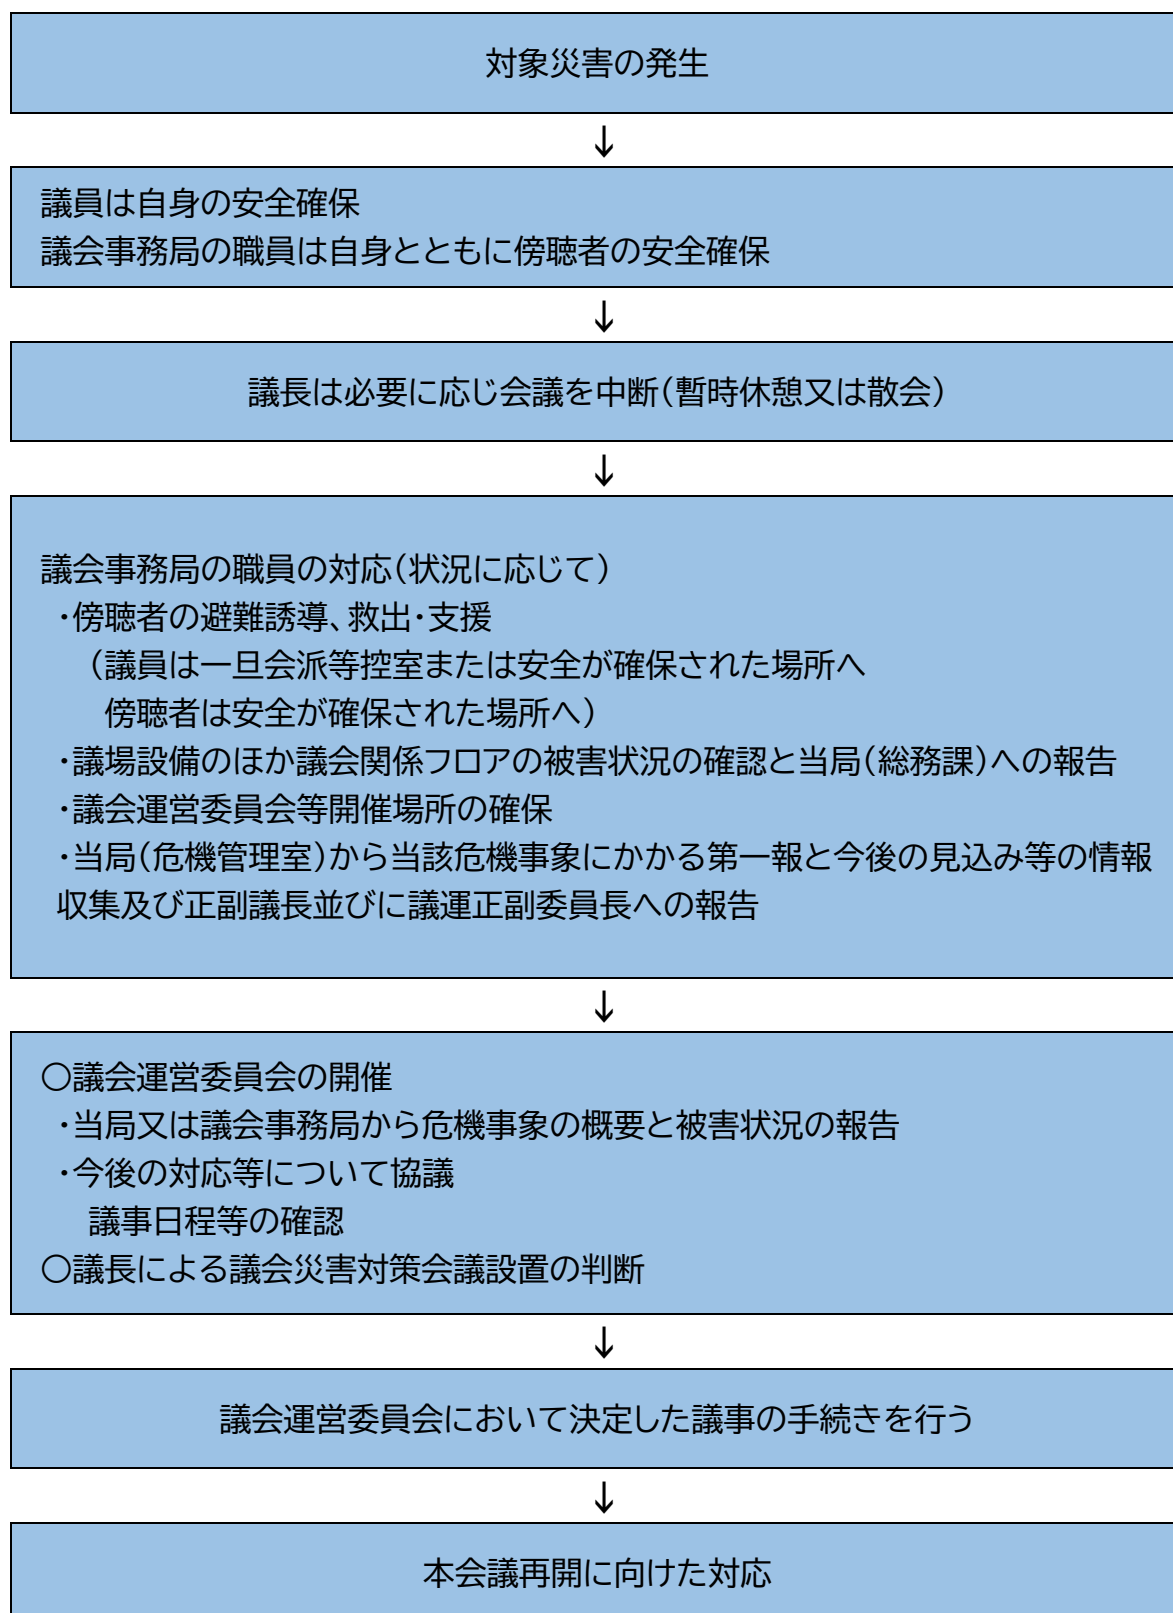 対象災害の発生
↓
議員は自身の安全確保
議会事務局の職員は自身とともに傍聴者の安全確保
↓
議長は必要に応じ会議を中断(暫時休憩又は散会)
↓
議会事務局の職員の対応(状況に応じて)
・傍聴者の避難誘導、救出・支援
(議員は一旦会派等控室または安全が確保された場所へ
傍聴者は安全が確保された場所へ)
・議場設備のほか議会関係フロアの被害状況の確認と当局(総務課)への報告
・議会運営委員会等開催場所の確保
・当局(危機管理室)から当該危機事象にかかる第一報と今後の見込み等の情報
収集及び正副議長並びに議運正副委員長への報告
↓
〇議会運営委員会の開催
・当局又は議会事務局から危機事象の概要と被害状況の報告
・今後の対応等について協議
議事日程等の確認
〇議長による議会災害対策会議設置の判断
↓
議会運営委員会において決定した議事の手続きを行う
↓
本会議再開に向けた対応